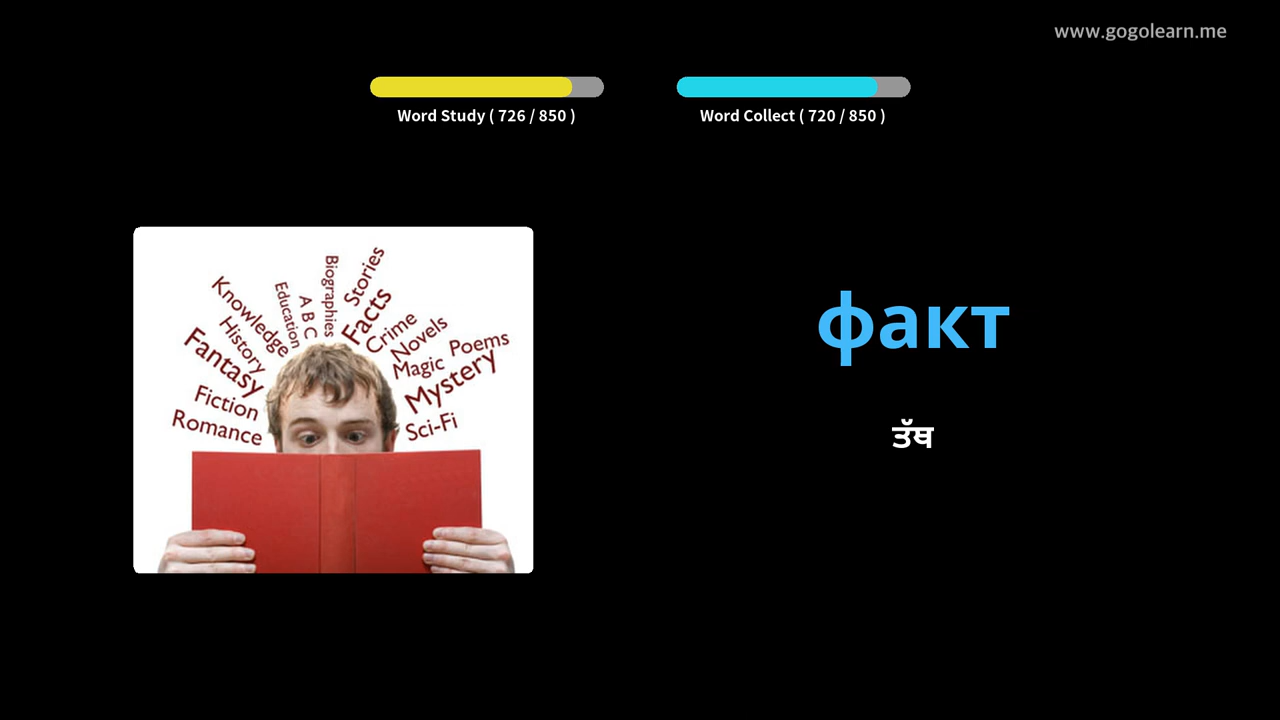 www.gogolearn.me
Word Study ( 726 / 850 )
Word Collect ( 720 / 850 )
Biographies
Stories
Education
A B C
Facts
Knowledge
Crime
History
Novels
Fantasy
Magic
Poems
Mystery
Fiction
Romance
Sci-Fi
факт
ਤੱਥ